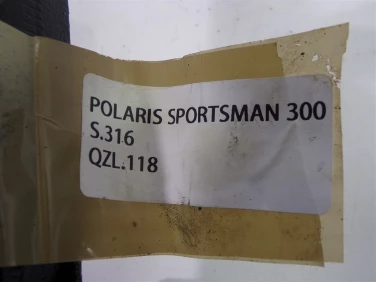 POLARIS SPORTSMAN 300
S.316
QZL.118